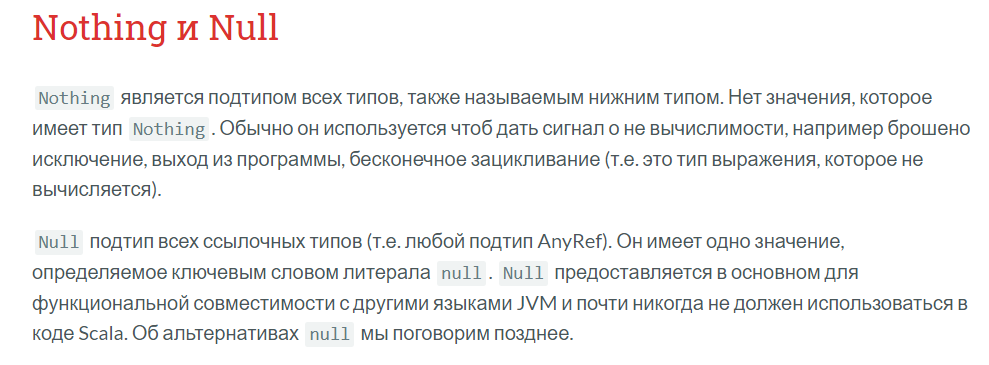 Nothing и Null
Nothing является подтипом всех типов, также называемым нижним типом. Нет значения, которое
имеет тип Nothing. Обычно он используется чтоб дать сигнал о не вычислимости, например брошено
исключение, выход из программы, бесконечное зацикливание (т.е. это тип выражения, которое не
вычисляется).
Null подтип всех ссылочных типов (т.е. любой подтип AnyRef). Он имеет одно значение,
определяемое ключевым словом литерала null. Null предоставляется в основном для
функциональной совместимости с другими языками JVM и почти никогда не должен использоваться в
коде Scala. Об альтернативах null мы поговорим позднее.